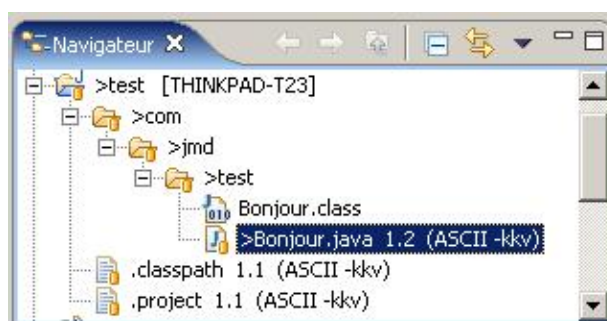 Navigateur
>test [THINKPAD-T23]
>com
>jmd
>test
Bonjour.class
>Bonjour.java 1.2 (ASCII -kkv)
.classpath 1.1 (ASCII -kkv)
.project 1.1 (ASCII -kkv)